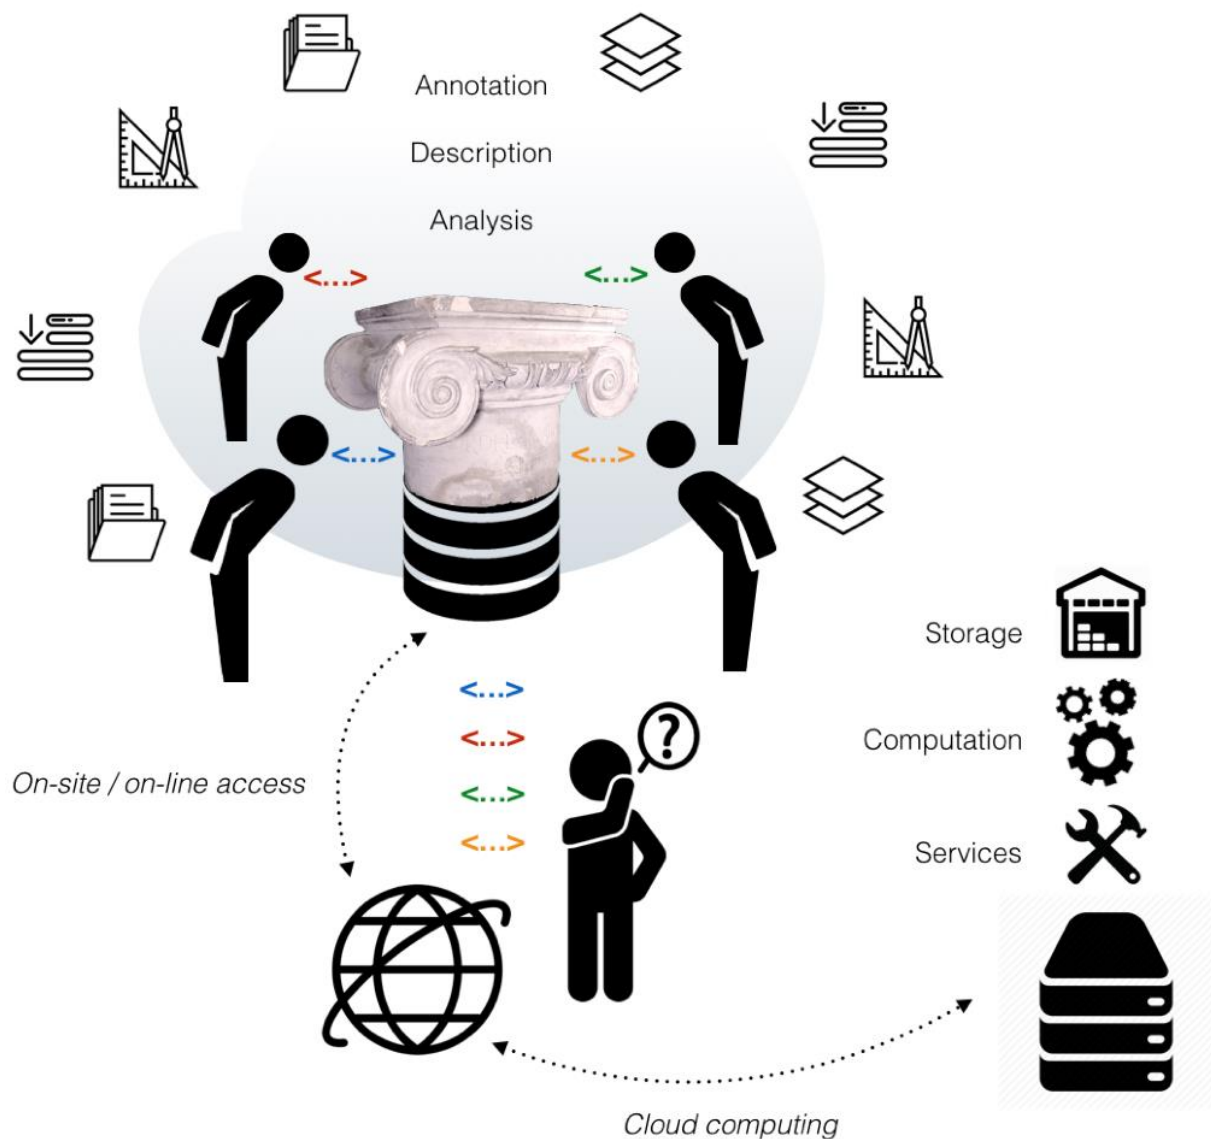 Annotation
Description
Analysis
<...>
<...>
<...>
<...>
Storage
<...>
<...>
?
Computation
On-site / on-line access
<...>
<...>
Services
Cloud computing